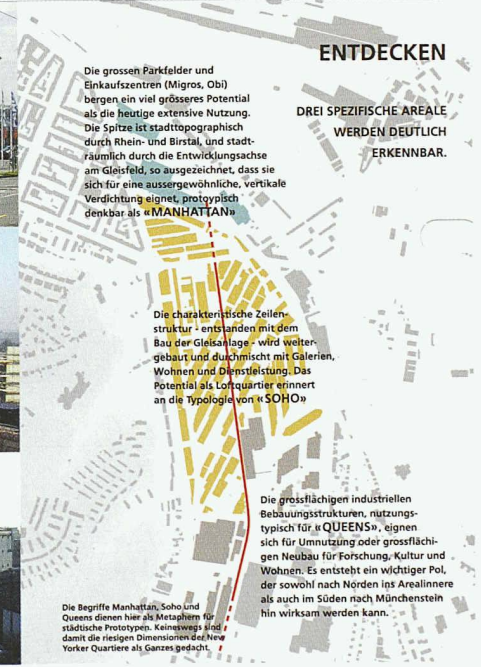 ENTDECKEN
Die grossen Parkfelder und
Einkaufszentren (Migros, Obi)
bergen ein viel grösseres Potential
als die heutige extensive Nutzung.
Die Spitze ist stadttopographisch
durch Rhein- und Birstal, und stadt-
räumlich durch die Entwicklungsachse
am Gleisfeld, so ausgezeichnet, dass sie
sich für eine aussergewöhnliche, vertikale
Verdichtung eignet, protoypisch
denkbar als «MANHATTAN»
DREI SPEZIFISCHE AREALE
WERDEN DEUTLICH
ERKENNBAR.
Die charakteristische Zeilen-
struktur - entstanden mit dem
Bau der Gleisanlage - wird weiter-
gebaut und durchmischt mit Galerien,
Wohnen und Dienstleistung. Das
Potential als Loftquartier erinnert
an die Typologie von «SOHO»
Die grossflächigen industriellen
Bebauungsstrukturen, nutzungs-
typisch für «QUEENS», eignen
sich für Umnutzung oder grossflächi-
gen Neubau für Forschung, Kultur und
Wohnen. Es entsteht ein wichtiger Pol,
der sowohl nach Norden ins Arealinnere
als auch im Süden nach Münchenstein
hin wirksam werden kann.
Die Begriffe Manhattan, Soho und
Queens dienen hier als Metaphern für
städtische Prototypen. Keineswegs sind
damit die riesigen Dimensionen der New
Yorker Quartiere als Ganzes gedacht.